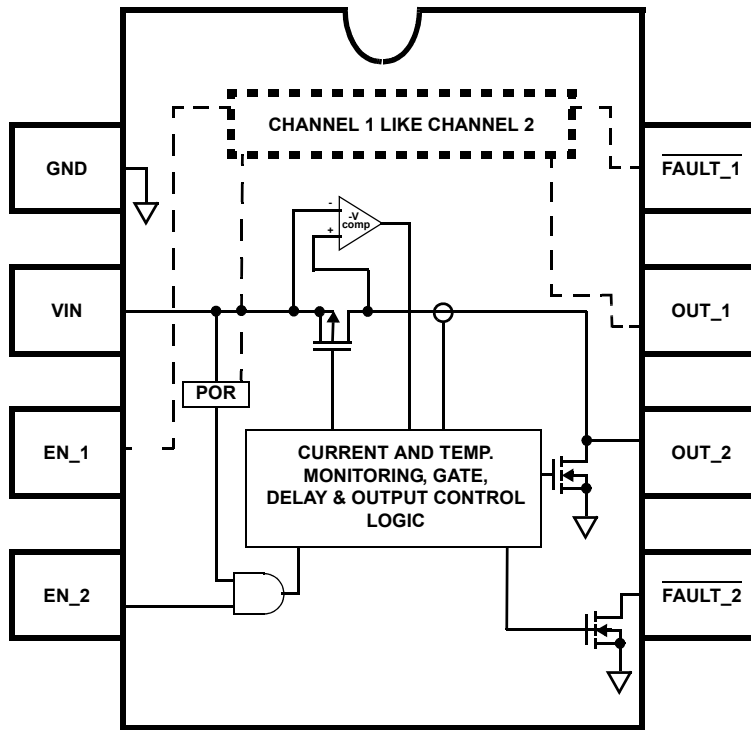 CHANNEL 1 LIKE CHANNEL 2
GND
FAULT_1
-
-V
comp
+
VIN
OUT_1
POR
EN_1
CURRENT AND TEMP.
MONITORING, GATE,
DELAY & OUTPUT CONTROL
LOGIC
OUT_2
EN_2
FAULT_2